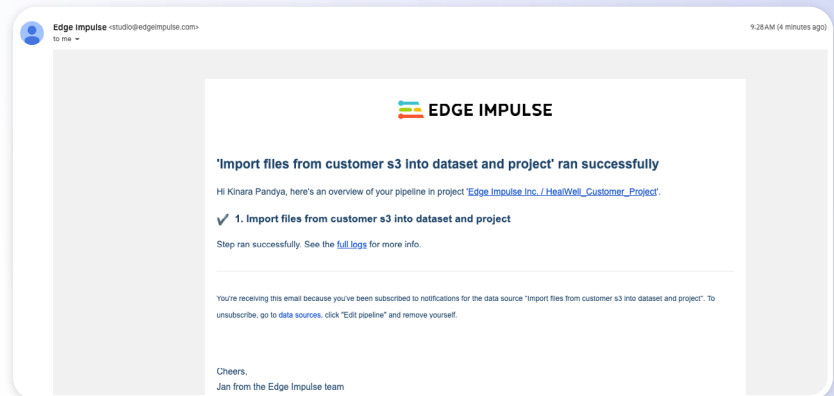 Edge Impulse <studio@edgeimpulse.com>
9:28 AM (4 minutes ago)
to me
EDGE IMPULSE
'Import files from customer s3 into dataset and project' ran successfully
Hi Kinara Pandya, here's an overview of your pipeline in project 'Edge Impulse Inc. / HealWell_Customer_Project'.
✔ 1. Import files from customer s3 into dataset and project
Step ran successfully. See the full logs for more info.
You're receiving this email because you've been subscribed to notifications for the data source "Import files from customer s3 into dataset and project". To
unsubscribe, go to data sources, click "Edit pipeline" and remove yourself.
Cheers,
Jan from the Edge Impulse team